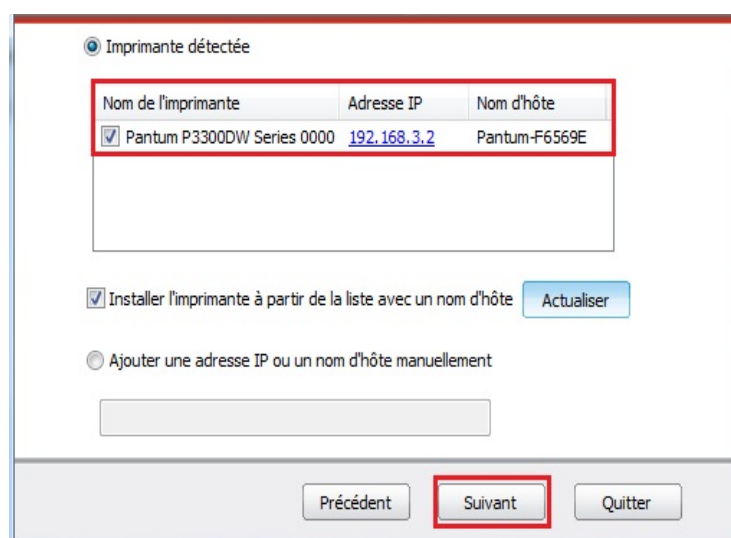 Imprimante détectée
Nom de l'imprimante Adresse IP Nom d'hôte
Pantum P3300DW Series 0000 192.168.3.2 Pantum-F6569E
Installer l'imprimante à partir de la liste avec un nom d'hôte Actualiser
Ajouter une adresse IP ou un nom d'hôte manuellement
Précédent Suivant Quitter